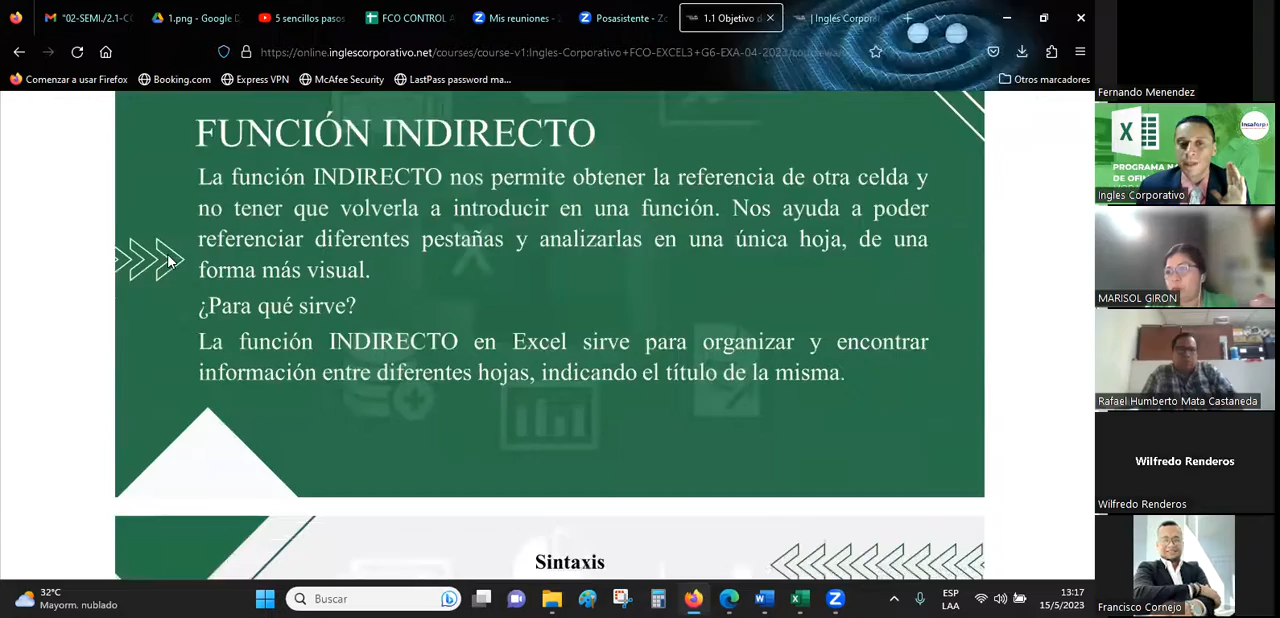 "02-SEMI./2.1-C
1.png - Google D
5 sencillos pasos
FCO CONTROL A
Mis reuniones - Z
Posasistente - Zo
1.1 Objetivo d
| Inglés Corpor
https://online.inglescorporativo.net/courses/course-v1:Ingles-Corporativo+FCO-EXCEL3+G6-EXA-04-2023/coursewa
Comenzar a usar Firefox
Booking.com
Express VPN
McAfee Security
LastPass password ma...
Otros marcadores
FUNCIÓN INDIRECTO
La función INDIRECTO nos permite obtener la referencia de otra celda y
no tener que volverla a introducir en una función. Nos ayuda a poder
referenciar diferentes pestañas y analizarlas en una única hoja, de una
forma más visual.
¿Para qué sirve?
La función INDIRECTO en Excel sirve para organizar y encontrar
información entre diferentes hojas, indicando el título de la misma.
Sintaxis
Fernando Menendez
PROGRAMA NA
DE OFI
Ingles Corporativo
MARISOL GIRON
Rafael Humberto Mata Castaneda
Wilfredo Renderos
Wilfredo Renderos
Francisco Cornejo
32°C
Mayorm. nublado
Buscar
ESP
LAA
13:17
15/5/2023